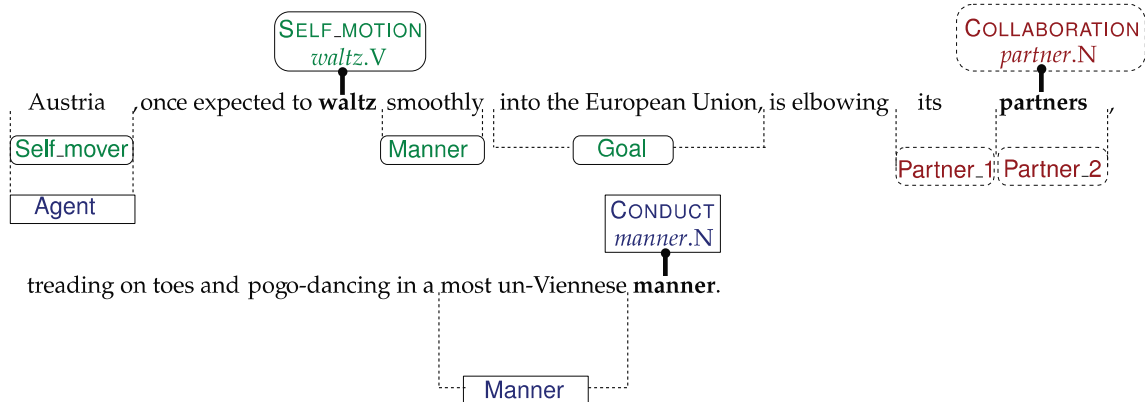 SELF_MOTION COLLABORATION
waltz.V partner.N
Austria , once expected to waltz smoothly into the European Union, is elbowing its partners ,
Self_mover Manner Goal Partner_1 Partner_2
Agent CONDUCT
manner.N
treading on toes and pogo-dancing in a most un-Viennese manner.
Manner